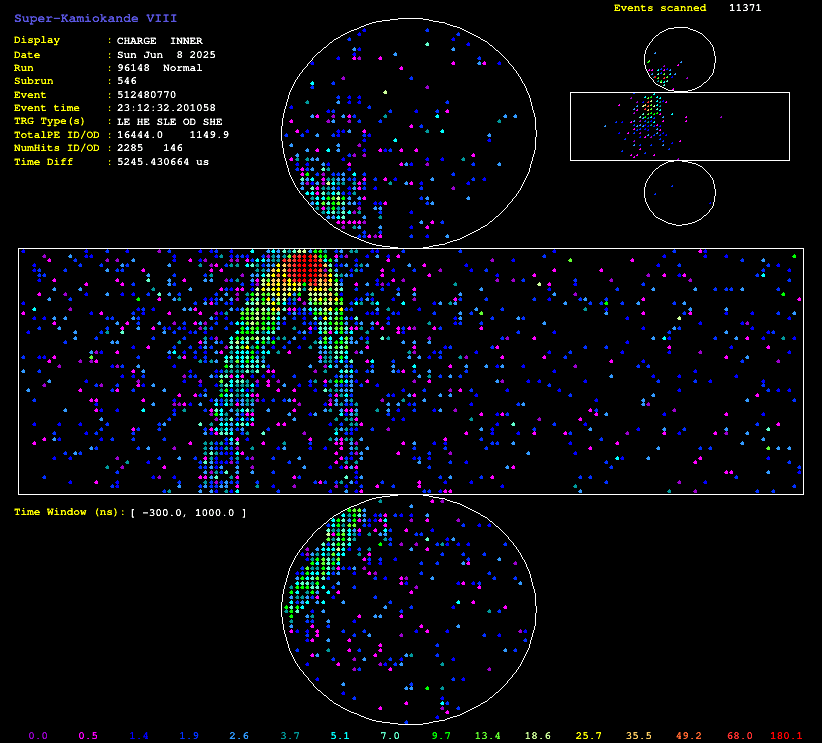 Events scanned 11371
Super-Kamiokande VIII
Display : CHARGE INNER
Date : Sun Jun 8 2025
Run : 96148 Normal
Subrun : 546
Event : 512480770
Event time : 23:12:32.201058
TRG Type(s) : LE HE SLE OD SHE
TotalPE ID/OD : 16444.0 1149.9
NumHits ID/OD : 2285 146
Time Diff : 5245.430664 us
Time Window (ns): [ -300.0, 1000.0 ]
0.0 0.5 1.4 1.9 2.6 3.7 5.1 7.0 9.7 13.4 18.6 25.7 35.5 49.2 68.0 180.1